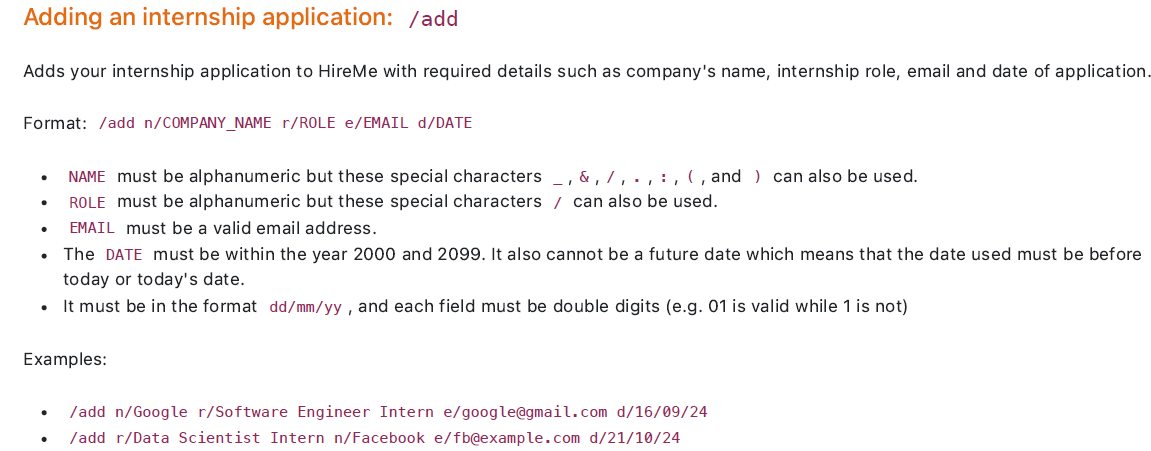 Adding an internship application: /add
Adds your internship application to HireMe with required details such as company's name, internship role, email and date of application.
Format: /add n/COMPANY_NAME r/ROLE e/EMAIL d/DATE
• NAME must be alphanumeric but these special characters _ , & , / , . , : , ( , and ) can also be used.
• ROLE must be alphanumeric but these special characters / can also be used.
• EMAIL must be a valid email address.
• The DATE must be within the year 2000 and 2099. It also cannot be a future date which means that the date used must be before
today or today's date.
• It must be in the format dd/mm/yy , and each field must be double digits (e.g. 01 is valid while 1 is not)
Examples:
• /add n/Google r/Software Engineer Intern e/google@gmail.com d/16/09/24
• /add r/Data Scientist Intern n/Facebook e/fb@example.com d/21/10/24